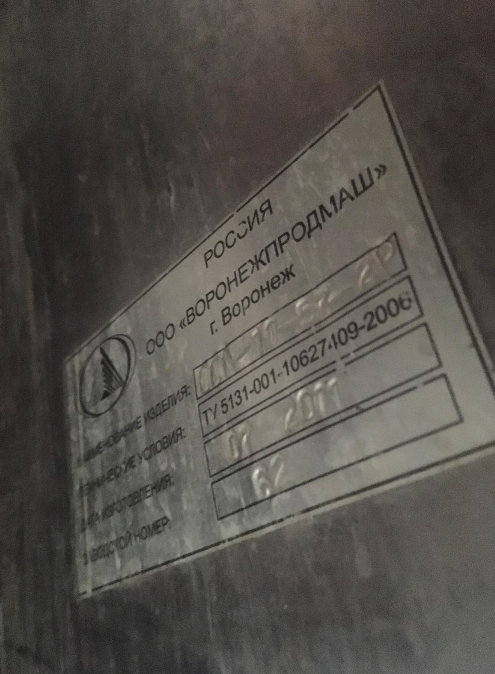 РОССИЯ
ООО «ВОРОНЕЖПРОДМАШ»
г. Воронеж
НАИМЕНОВАНИЕ ИЗДЕЛИЯ:
ТЕХНИЧЕСКИЕ УСЛОВИЯ: ТУ 5131-001-10627409-2006
ДАТА ИЗГОТОВЛЕНИЯ: 07 2011
ЗАВОДСКОЙ НОМЕР: 62